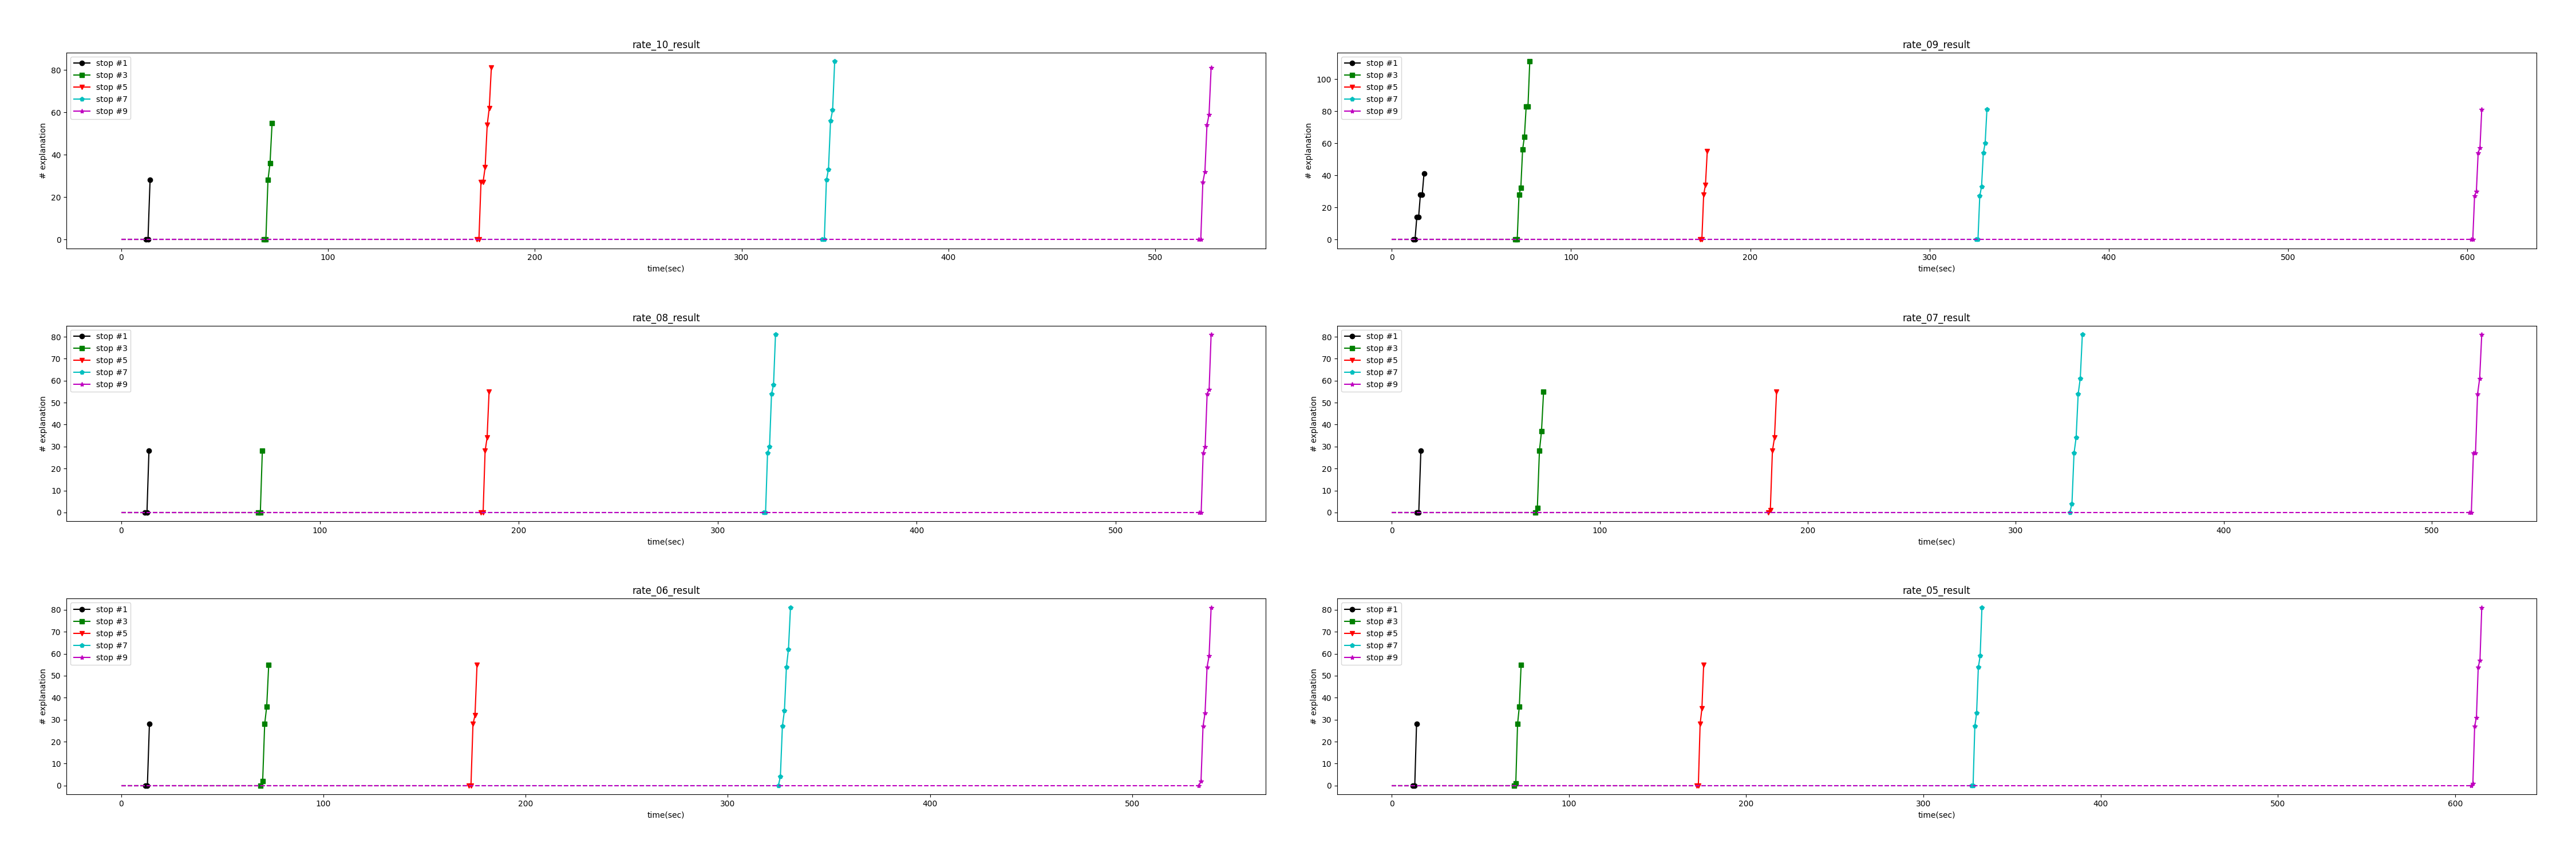 rate_10_result
stop #1
stop #3
stop #5
stop #7
stop #9
# explanation
80
60
40
20
0
0 100 200 300 400 500
time(sec)
rate_09_result
stop #1
stop #3
stop #5
stop #7
stop #9
# explanation
100
80
60
40
20
0
0 100 200 300 400 500 600
time(sec)
rate_08_result
stop #1
stop #3
stop #5
stop #7
stop #9
# explanation
80
70
60
50
40
30
20
10
0
0 100 200 300 400 500
time(sec)
rate_07_result
stop #1
stop #3
stop #5
stop #7
stop #9
# explanation
80
70
60
50
40
30
20
10
0
0 100 200 300 400 500
time(sec)
rate_06_result
stop #1
stop #3
stop #5
stop #7
stop #9
# explanation
80
70
60
50
40
30
20
10
0
0 100 200 300 400 500
time(sec)
rate_05_result
stop #1
stop #3
stop #5
stop #7
stop #9
# explanation
80
70
60
50
40
30
20
10
0
0 100 200 300 400 500 600
time(sec)